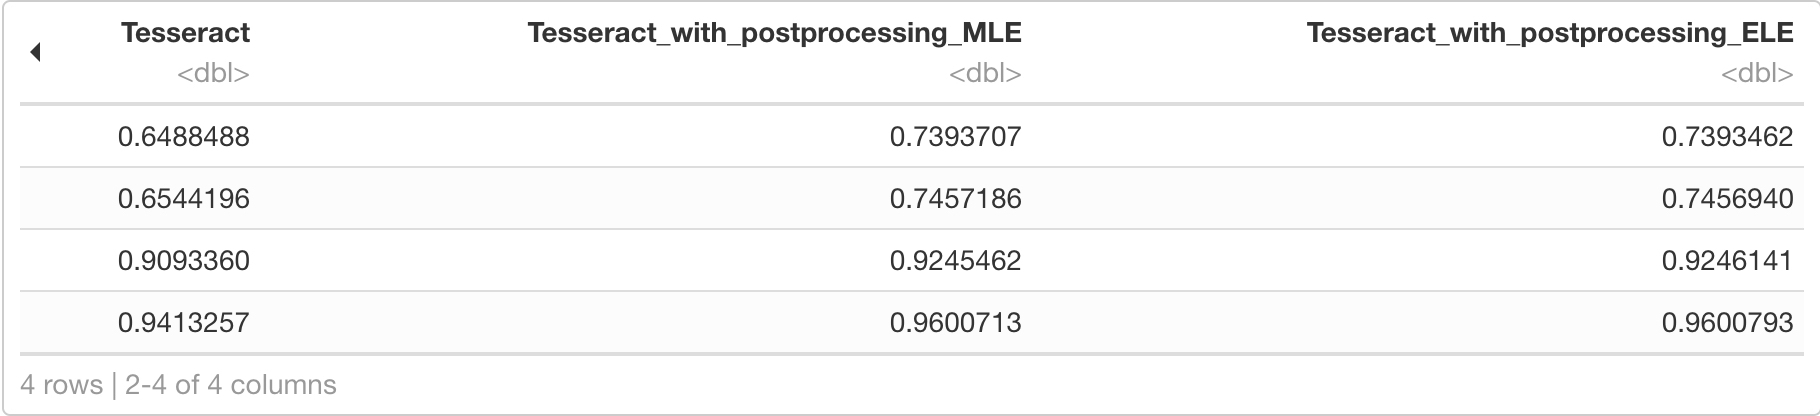 Tesseract Tesseract_with_postprocessing_MLE Tesseract_with_postprocessing_ELE
<dbl> <dbl> <dbl>
0.6488488 0.7393707 0.7393462
0.6544196 0.7457186 0.7456940
0.9093360 0.9245462 0.9246141
0.9413257 0.9600713 0.9600793
4 rows | 2-4 of 4 columns